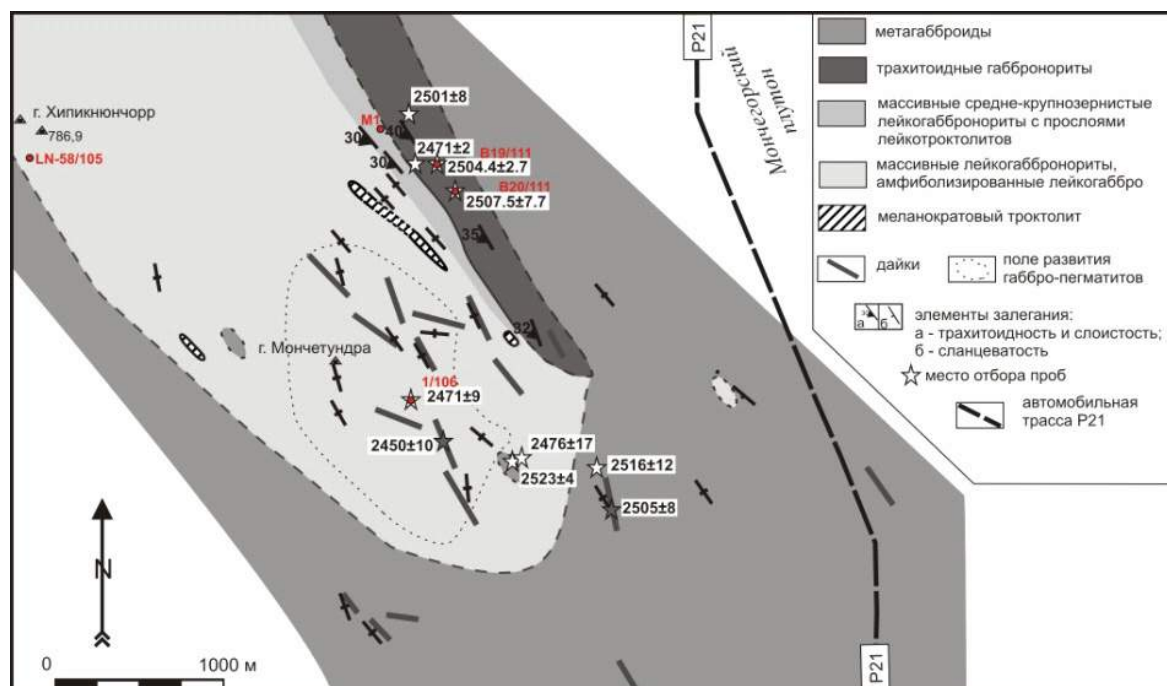 г. Хипикнюнчорр
786,9
LN-58/105
M1
30
40
30
2501±8
2471±2
B19/111
2504.4±2.7
B20/111
2507.5±7.7
35
32
г. Мончетундра
1/106
2471±9
2450±10
2476±17
2523±4
2516±12
2505±8
N
0 1000 м
P21
Мончегорский
плутон
P21
метагабброиды
трахитоидные габбронориты
массивные средне-крупнозернистые
лейкогаббронориты с прослоями
лейкотроктолитов
массивные лейкогаббронориты,
амфиболизированные лейкогаббро
меланократовый троктолит
дайки
поле развития
габбро-пегматитов
а б
элементы залегания:
а - трахитоидность и слоистость;
б - сланцеватость
место отбора проб
автомобильная
трасса Р21